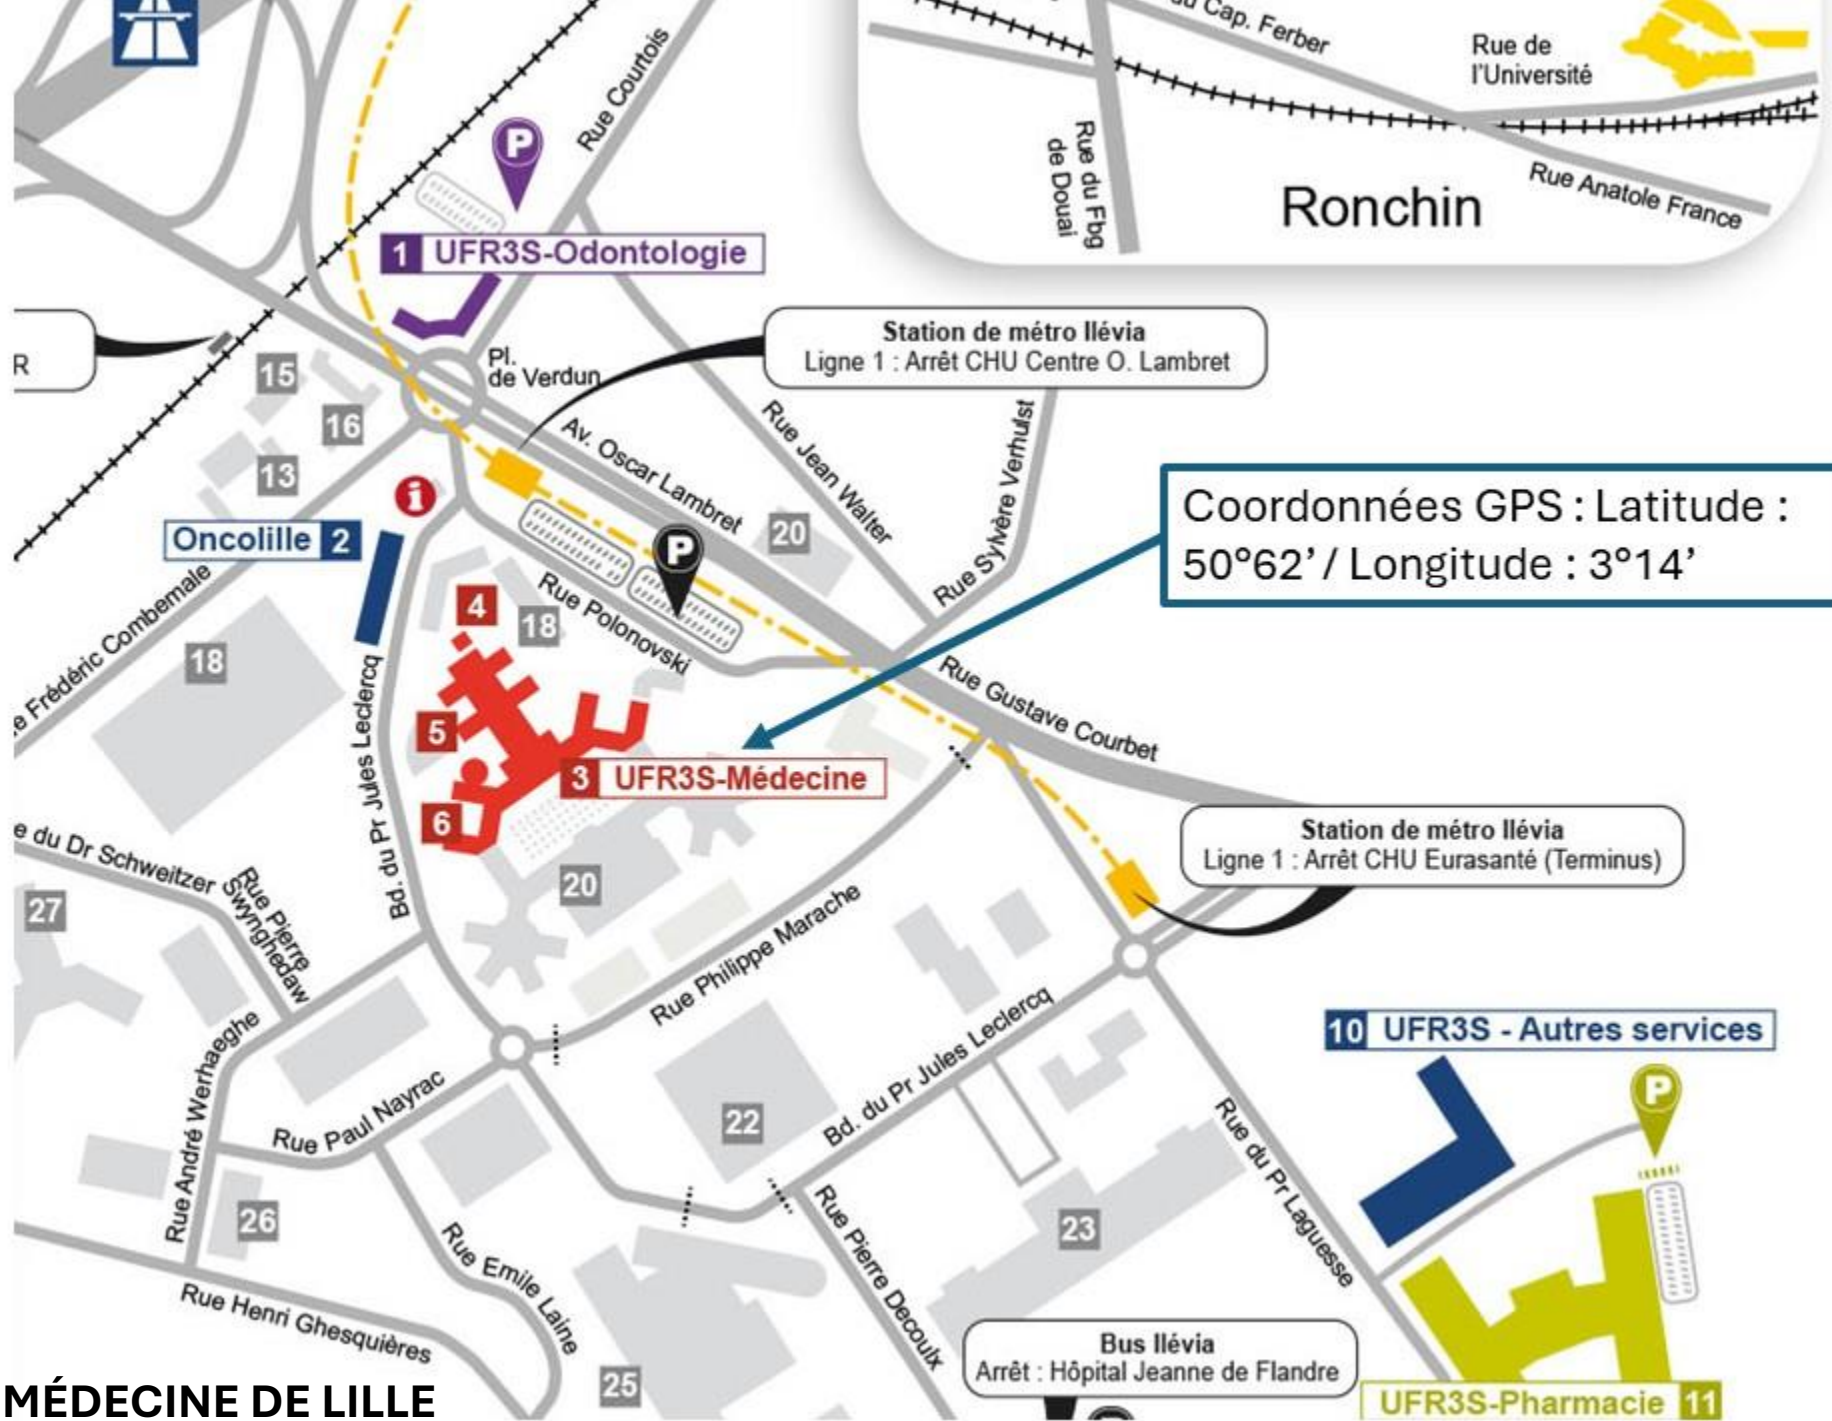 du Cap. Ferber
Rue de
l'Université
Rue Courtois
P
Rue du Fbg
de Douai
Ronchin
Rue Anatole France
1 UFR3S-Odontologie
R
Station de métro Ilévia
Ligne 1 : Arrêt CHU Centre O. Lambret
Pl.
de Verdun
15
16
13
Av. Oscar Lambret
Rue Jean Walter
Rue Sylvère Verhulst
i
Oncolille 2
P
20
Coordonnées GPS : Latitude :
50°62’ / Longitude : 3°14’
e Frédéric Combemale
18
4
18
Rue Polonovski
Bd. du Pr Jules Leclercq
5
Rue Gustave Courbet
3 UFR3S-Médecine
6
Station de métro Ilévia
Ligne 1 : Arrêt CHU Eurasanté (Terminus)
e du Dr Schweitzer
Rue Pierre
Swynghedaw
27
20
Rue Philippe Marache
Bd. du Pr Jules Leclercq
10 UFR3S - Autres services
P
Rue André Werhaeghe
Rue Paul Nayrac
22
Rue du Pr Laguesse
26
Rue Emile Laine
Rue Pierre Decoulx
23
Rue Henri Ghesquières
25
Bus Ilévia
Arrêt : Hôpital Jeanne de Flandre
UFR3S-Pharmacie 11
MÉDECINE DE LILLE